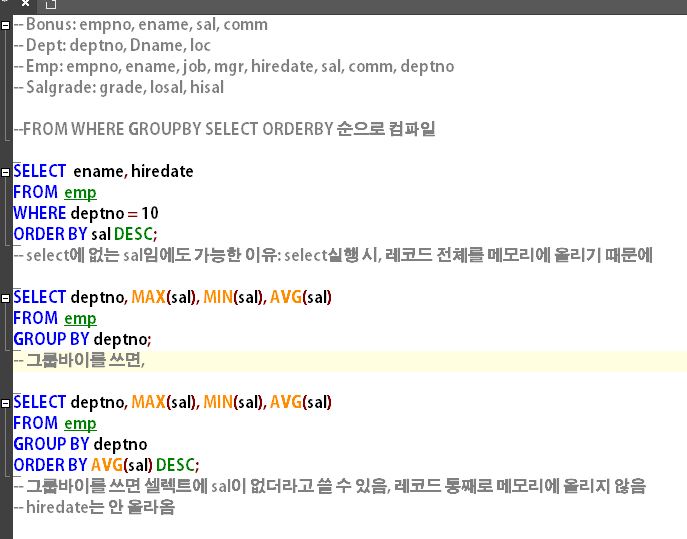 -- Bonus: empno, ename, sal, comm
-- Dept: deptno, Dname, loc
-- Emp: empno, ename, job, mgr, hiredate, sal, comm, deptno
-- Salgrade: grade, losal, hisal
--FROM WHERE GROUPBY SELECT ORDERBY 순으로 컴파일
SELECT ename, hiredate
FROM emp
WHERE deptno = 10
ORDER BY sal DESC;
-- select에 없는 sal임에도 가능한 이유: select실행 시, 레코드 전체를 메모리에 올리기 때문에
SELECT deptno, MAX(sal), MIN(sal), AVG(sal)
FROM emp
GROUP BY deptno;
-- 그룹바이를 쓰면,
SELECT deptno, MAX(sal), MIN(sal), AVG(sal)
FROM emp
GROUP BY deptno
ORDER BY AVG(sal) DESC;
-- 그룹바이를 쓰면 셀렉트에 sal이 없더라고 쓸 수 있음, 레코드 통째로 메모리에 올리지 않음
-- hiredate는 안 올라옴